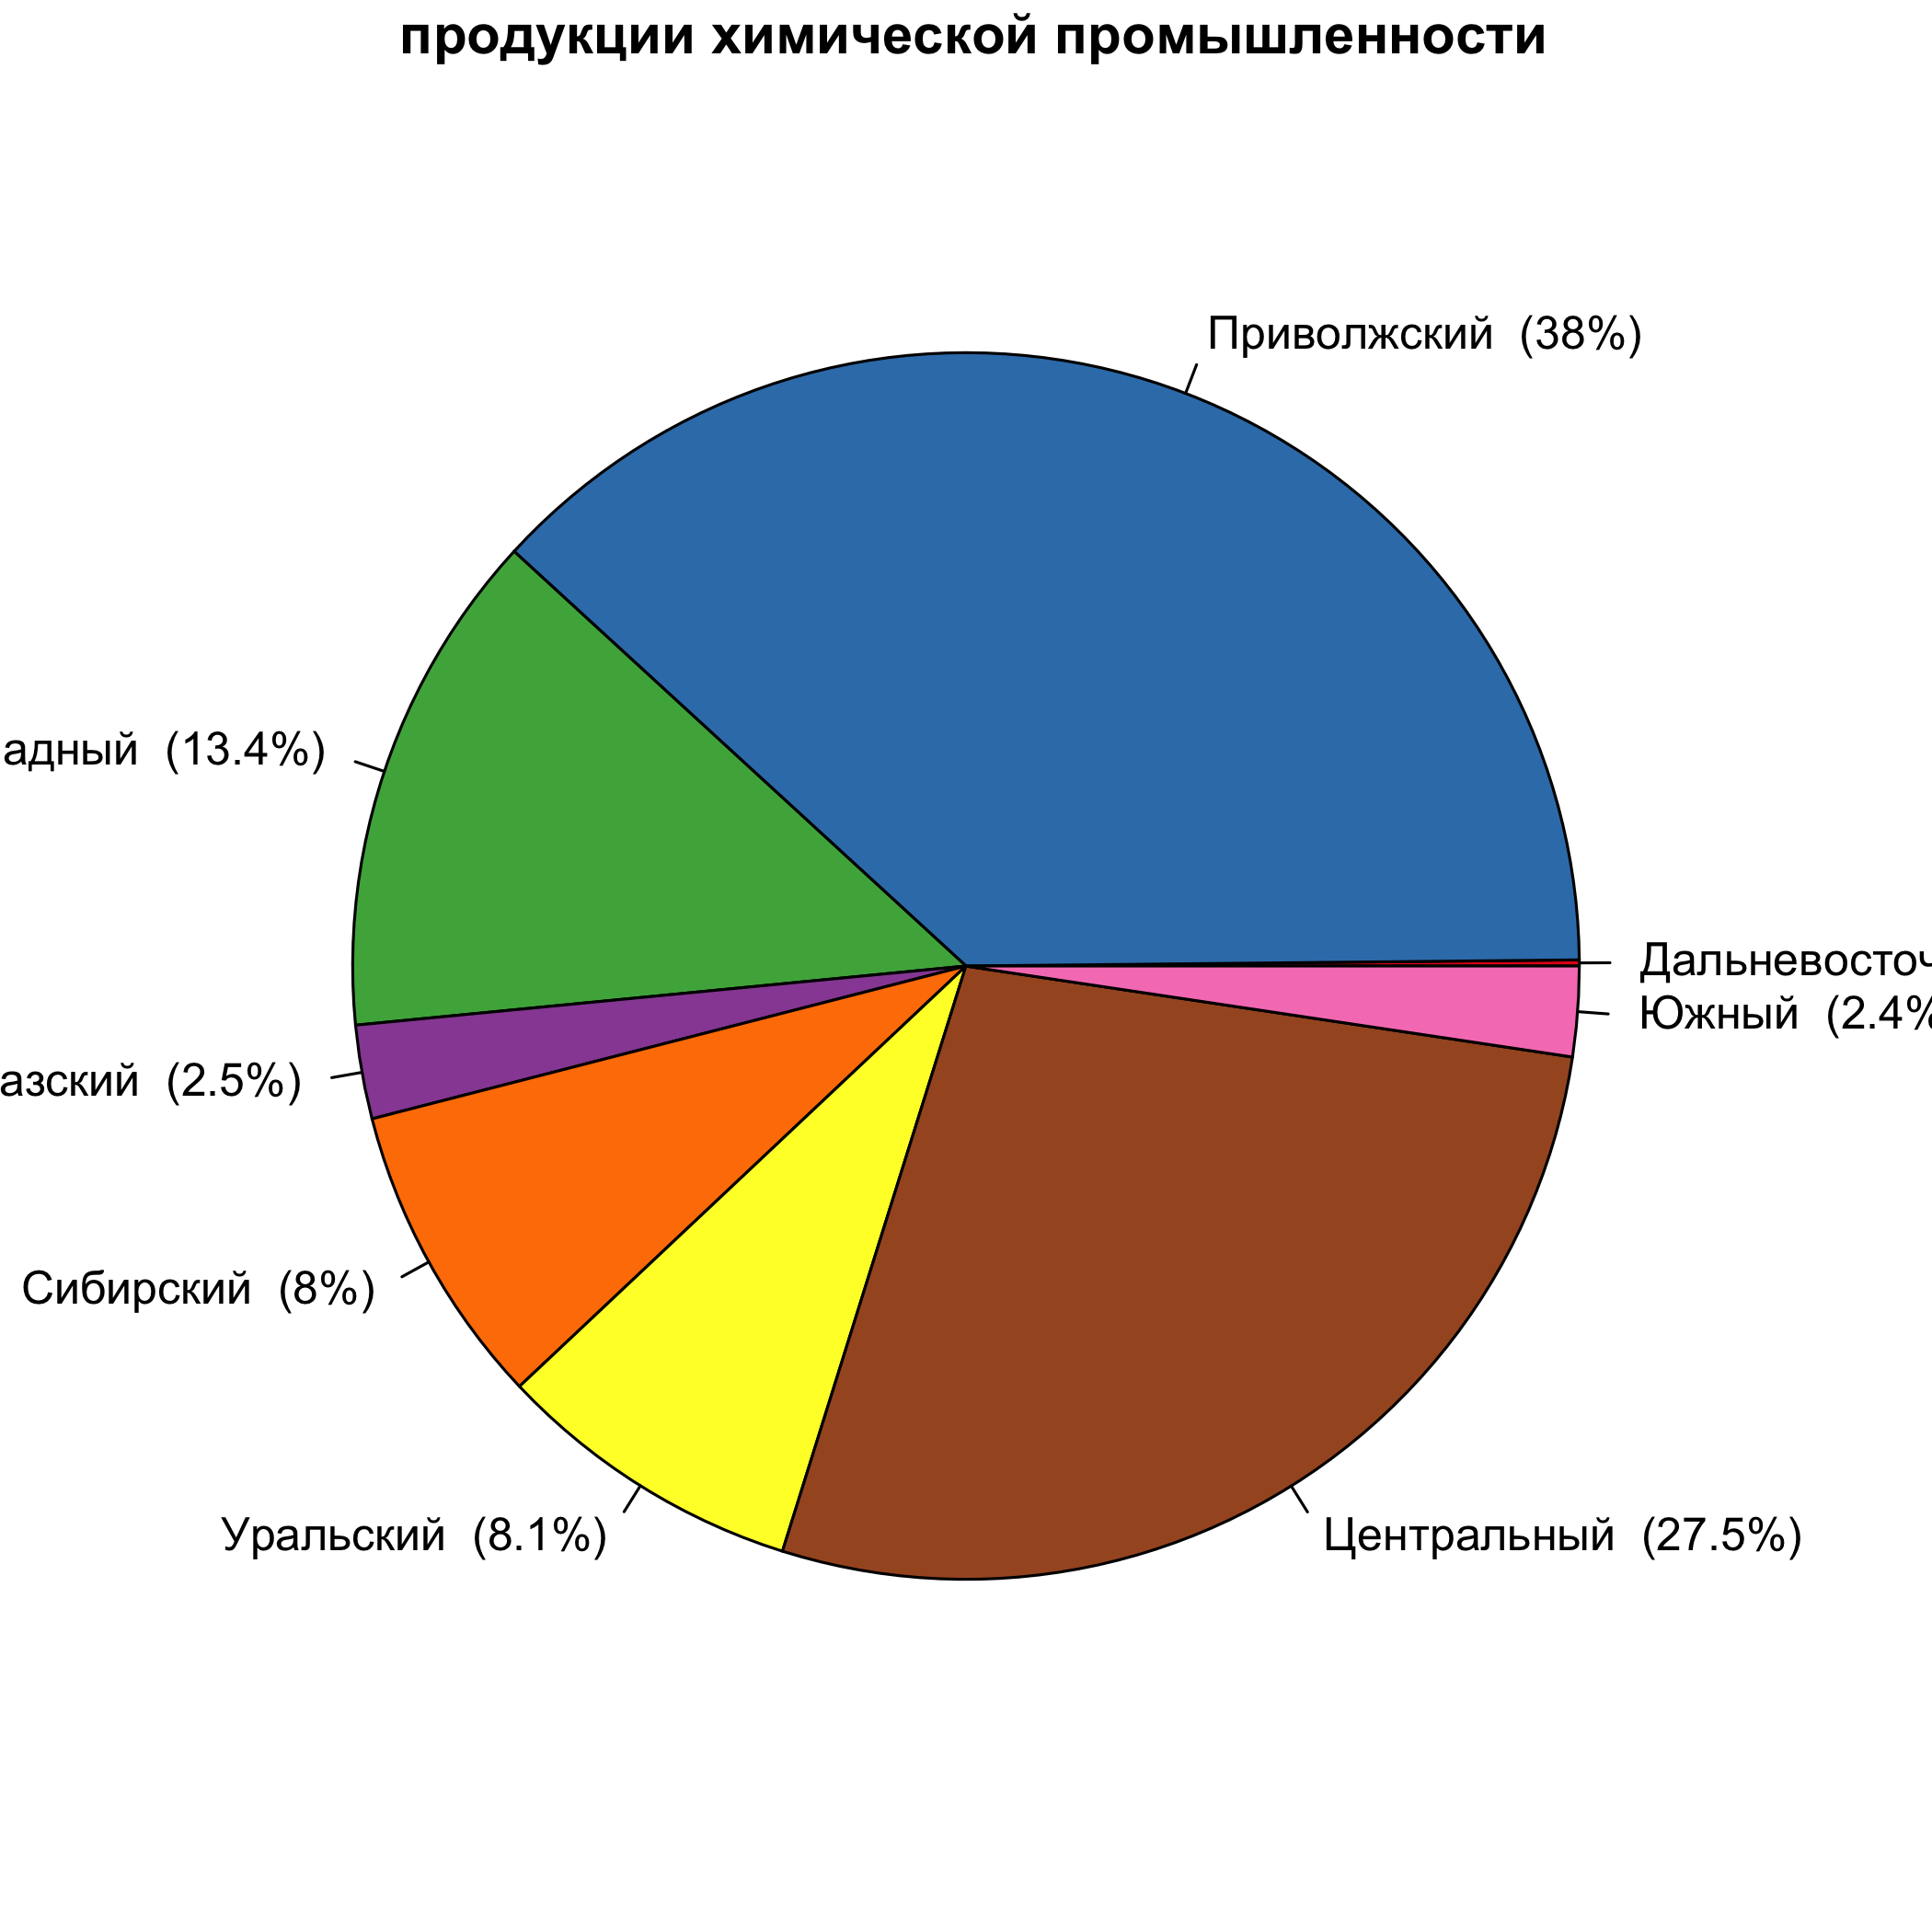 продукции химической промышленности
Приволжский (38%)
адный (13.4%)
Дальневосточ
Южный (2.4%
азский (2.5%)
Сибирский (8%)
Уральский (8.1%)
Центральный (27.5%)